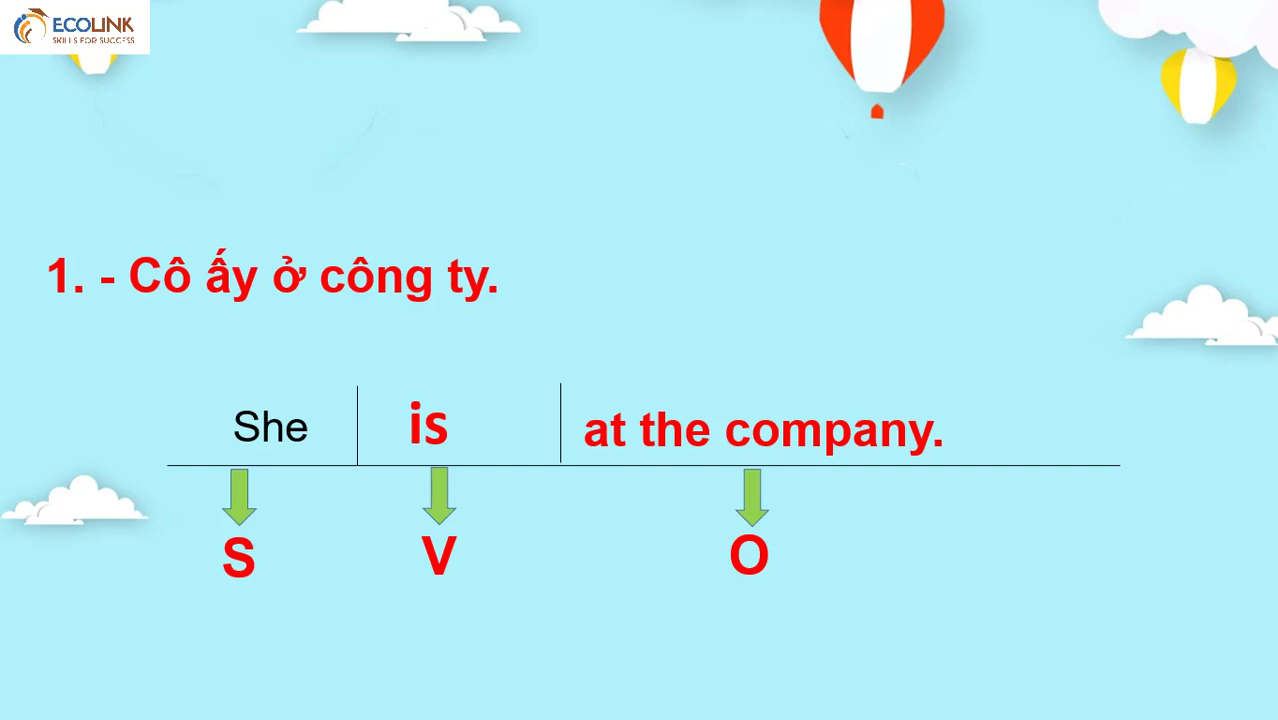 ECOLINK
SKILLS FOR SUCCESS
1. - Cô ấy ở công ty.
She is at the company.
S V O